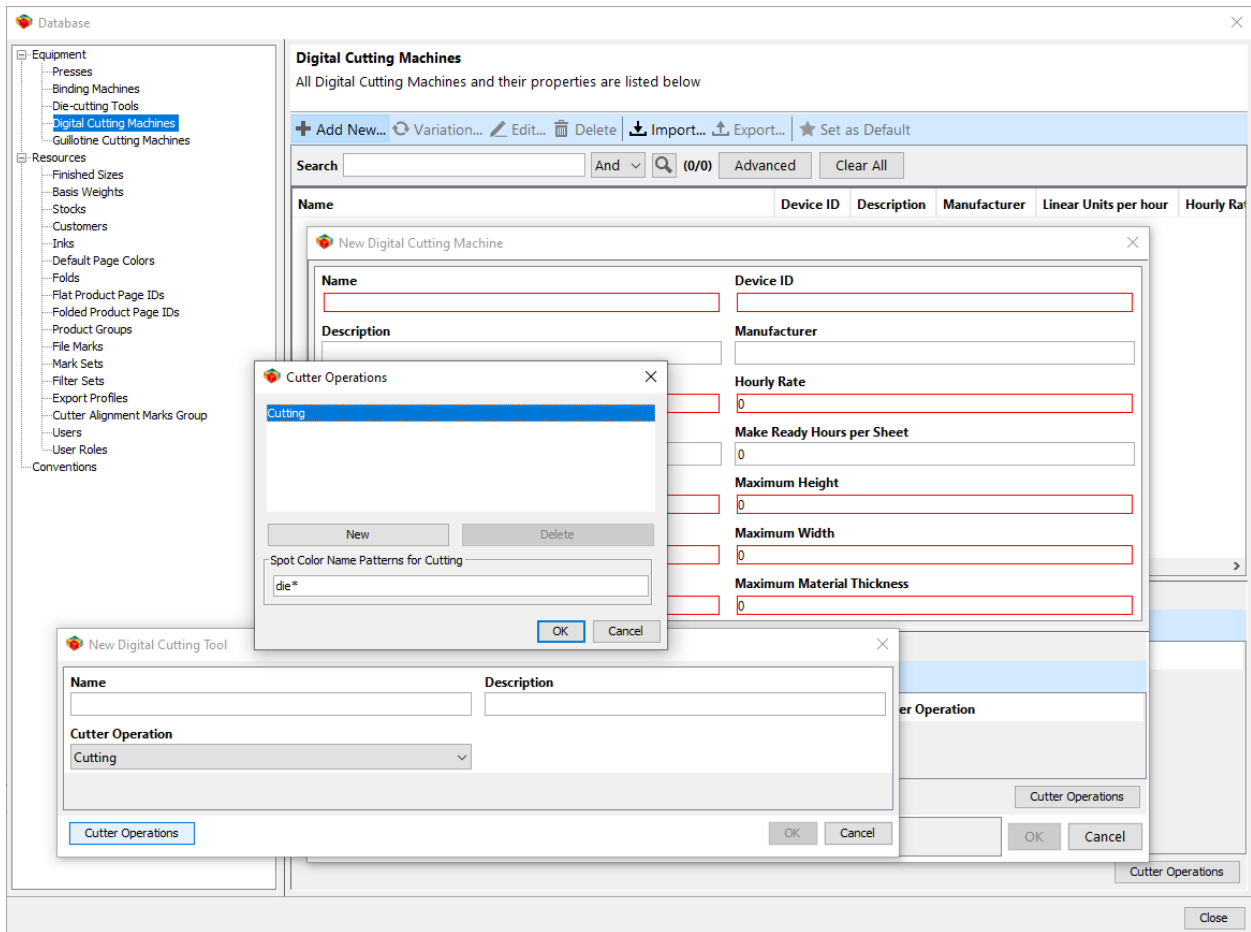 Database
Equipment
Presses
Binding Machines
Die-cutting Tools
Digital Cutting Machines
Guillotine Cutting Machines
Resources
Finished Sizes
Basis Weights
Stocks
Customers
Inks
Default Page Colors
Folds
Flat Product Page IDs
Folded Product Page IDs
Product Groups
File Marks
Mark Sets
Filter Sets
Export Profiles
Cutter Alignment Marks Group
Users
User Roles
Conventions
Digital Cutting Machines
All Digital Cutting Machines and their properties are listed below
Add New... Variation... Edit... Delete Import... Export... Set as Default
Search And (0/0) Advanced Clear All
Name Device ID Description Manufacturer Linear Units per hour Hourly Rat
New Digital Cutting Machine
Name Device ID
Description Manufacturer
Hourly Rate
0
Make Ready Hours per Sheet
0
Maximum Height
0
Maximum Width
0
Maximum Material Thickness
0
er Operation
Cutter Operations
OK Cancel
Cutter Operations
Cutter Operations
Cutting
New Delete
Spot Color Name Patterns for Cutting
die*
OK Cancel
New Digital Cutting Tool
Name Description
Cutter Operation
Cutting
Cutter Operations OK Cancel
Close